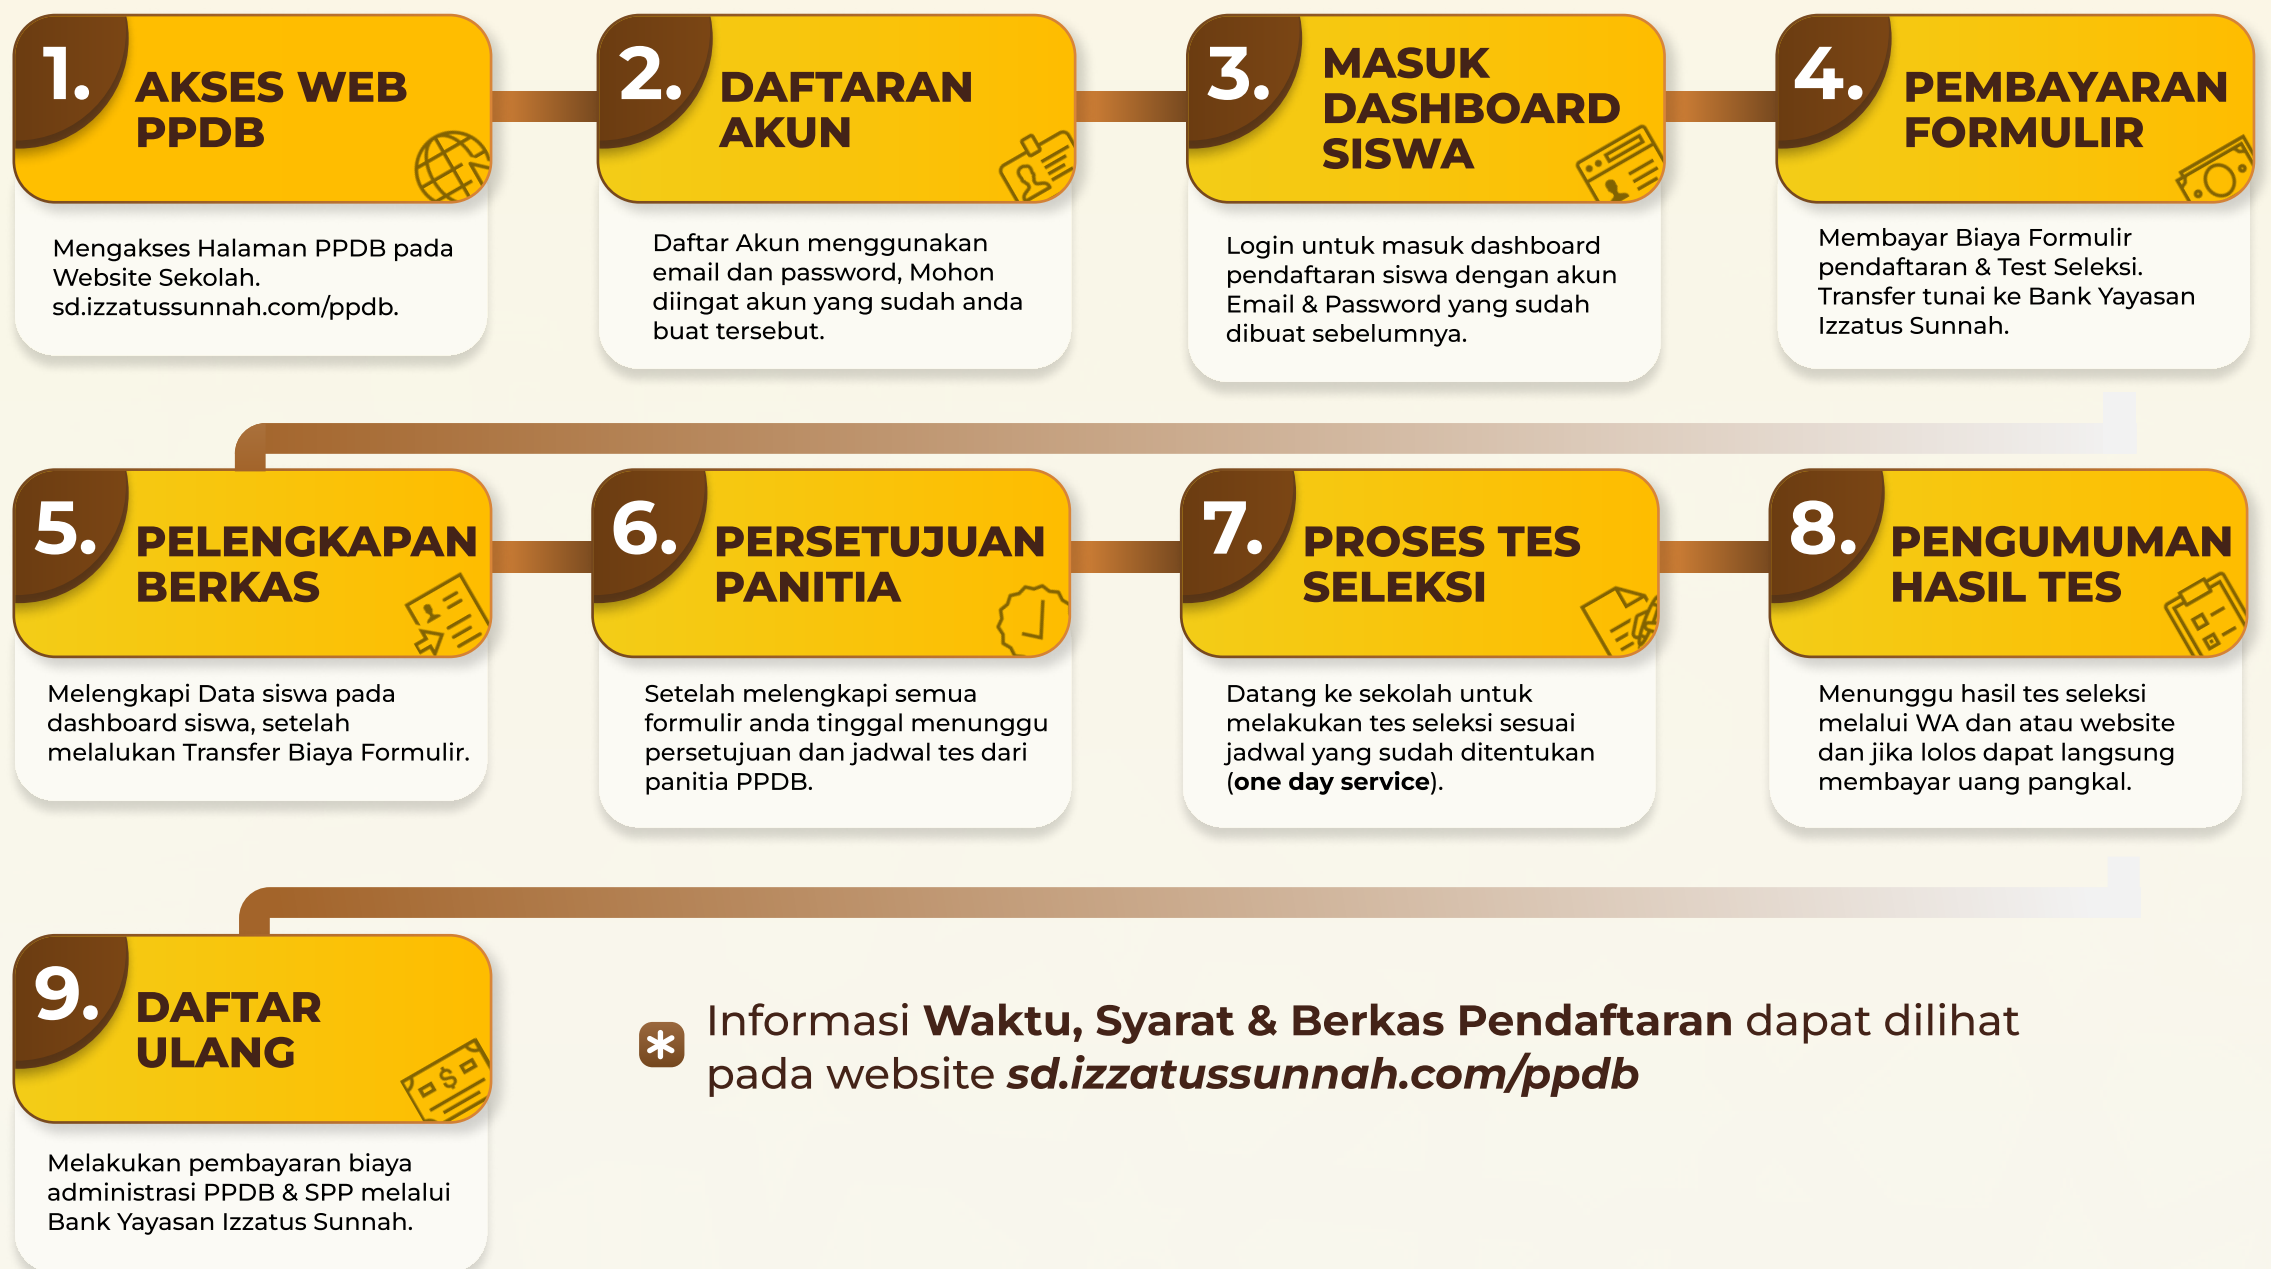 1.
AKSES WEB
PPDB
Mengakses Halaman PPDB pada
Website Sekolah.
sd.izzatussunnah.com/ppdb.
2.
DAFTARAN
AKUN
Daftar Akun menggunakan
email dan password, Mohon
diingat akun yang sudah anda
buat tersebut.
3.
MASUK
DASHBOARD
SISWA
Login untuk masuk dashboard
pendaftaran siswa dengan akun
Email & Password yang sudah
dibuat sebelumnya.
4.
PEMBAYARAN
FORMULIR
Membayar Biaya Formulir
pendaftaran & Test Seleksi.
Transfer tunai ke Bank Yayasan
Izzatus Sunnah.
5.
PELENGKAPAN
BERKAS
Melengkapi Data siswa pada
dashboard siswa, setelah
melalukan Transfer Biaya Formulir.
6.
PERSETUJUAN
PANITIA
Setelah melengkapi semua
formulir anda tinggal menunggu
persetujuan dan jadwal tes dari
panitia PPDB.
7.
PROSES TES
SELEKSI
Datang ke sekolah untuk
melakukan tes seleksi sesuai
jadwal yang sudah ditentukan
(one day service).
8.
PENGUMUMAN
HASIL TES
Menunggu hasil tes seleksi
melalui WA dan atau website
dan jika lolos dapat langsung
membayar uang pangkal.
9.
DAFTAR
ULANG
Melakukan pembayaran biaya
administrasi PPDB & SPP melalui
Bank Yayasan Izzatus Sunnah.
* Informasi Waktu, Syarat & Berkas Pendaftaran dapat dilihat
pada website sd.izzatussunnah.com/ppdb